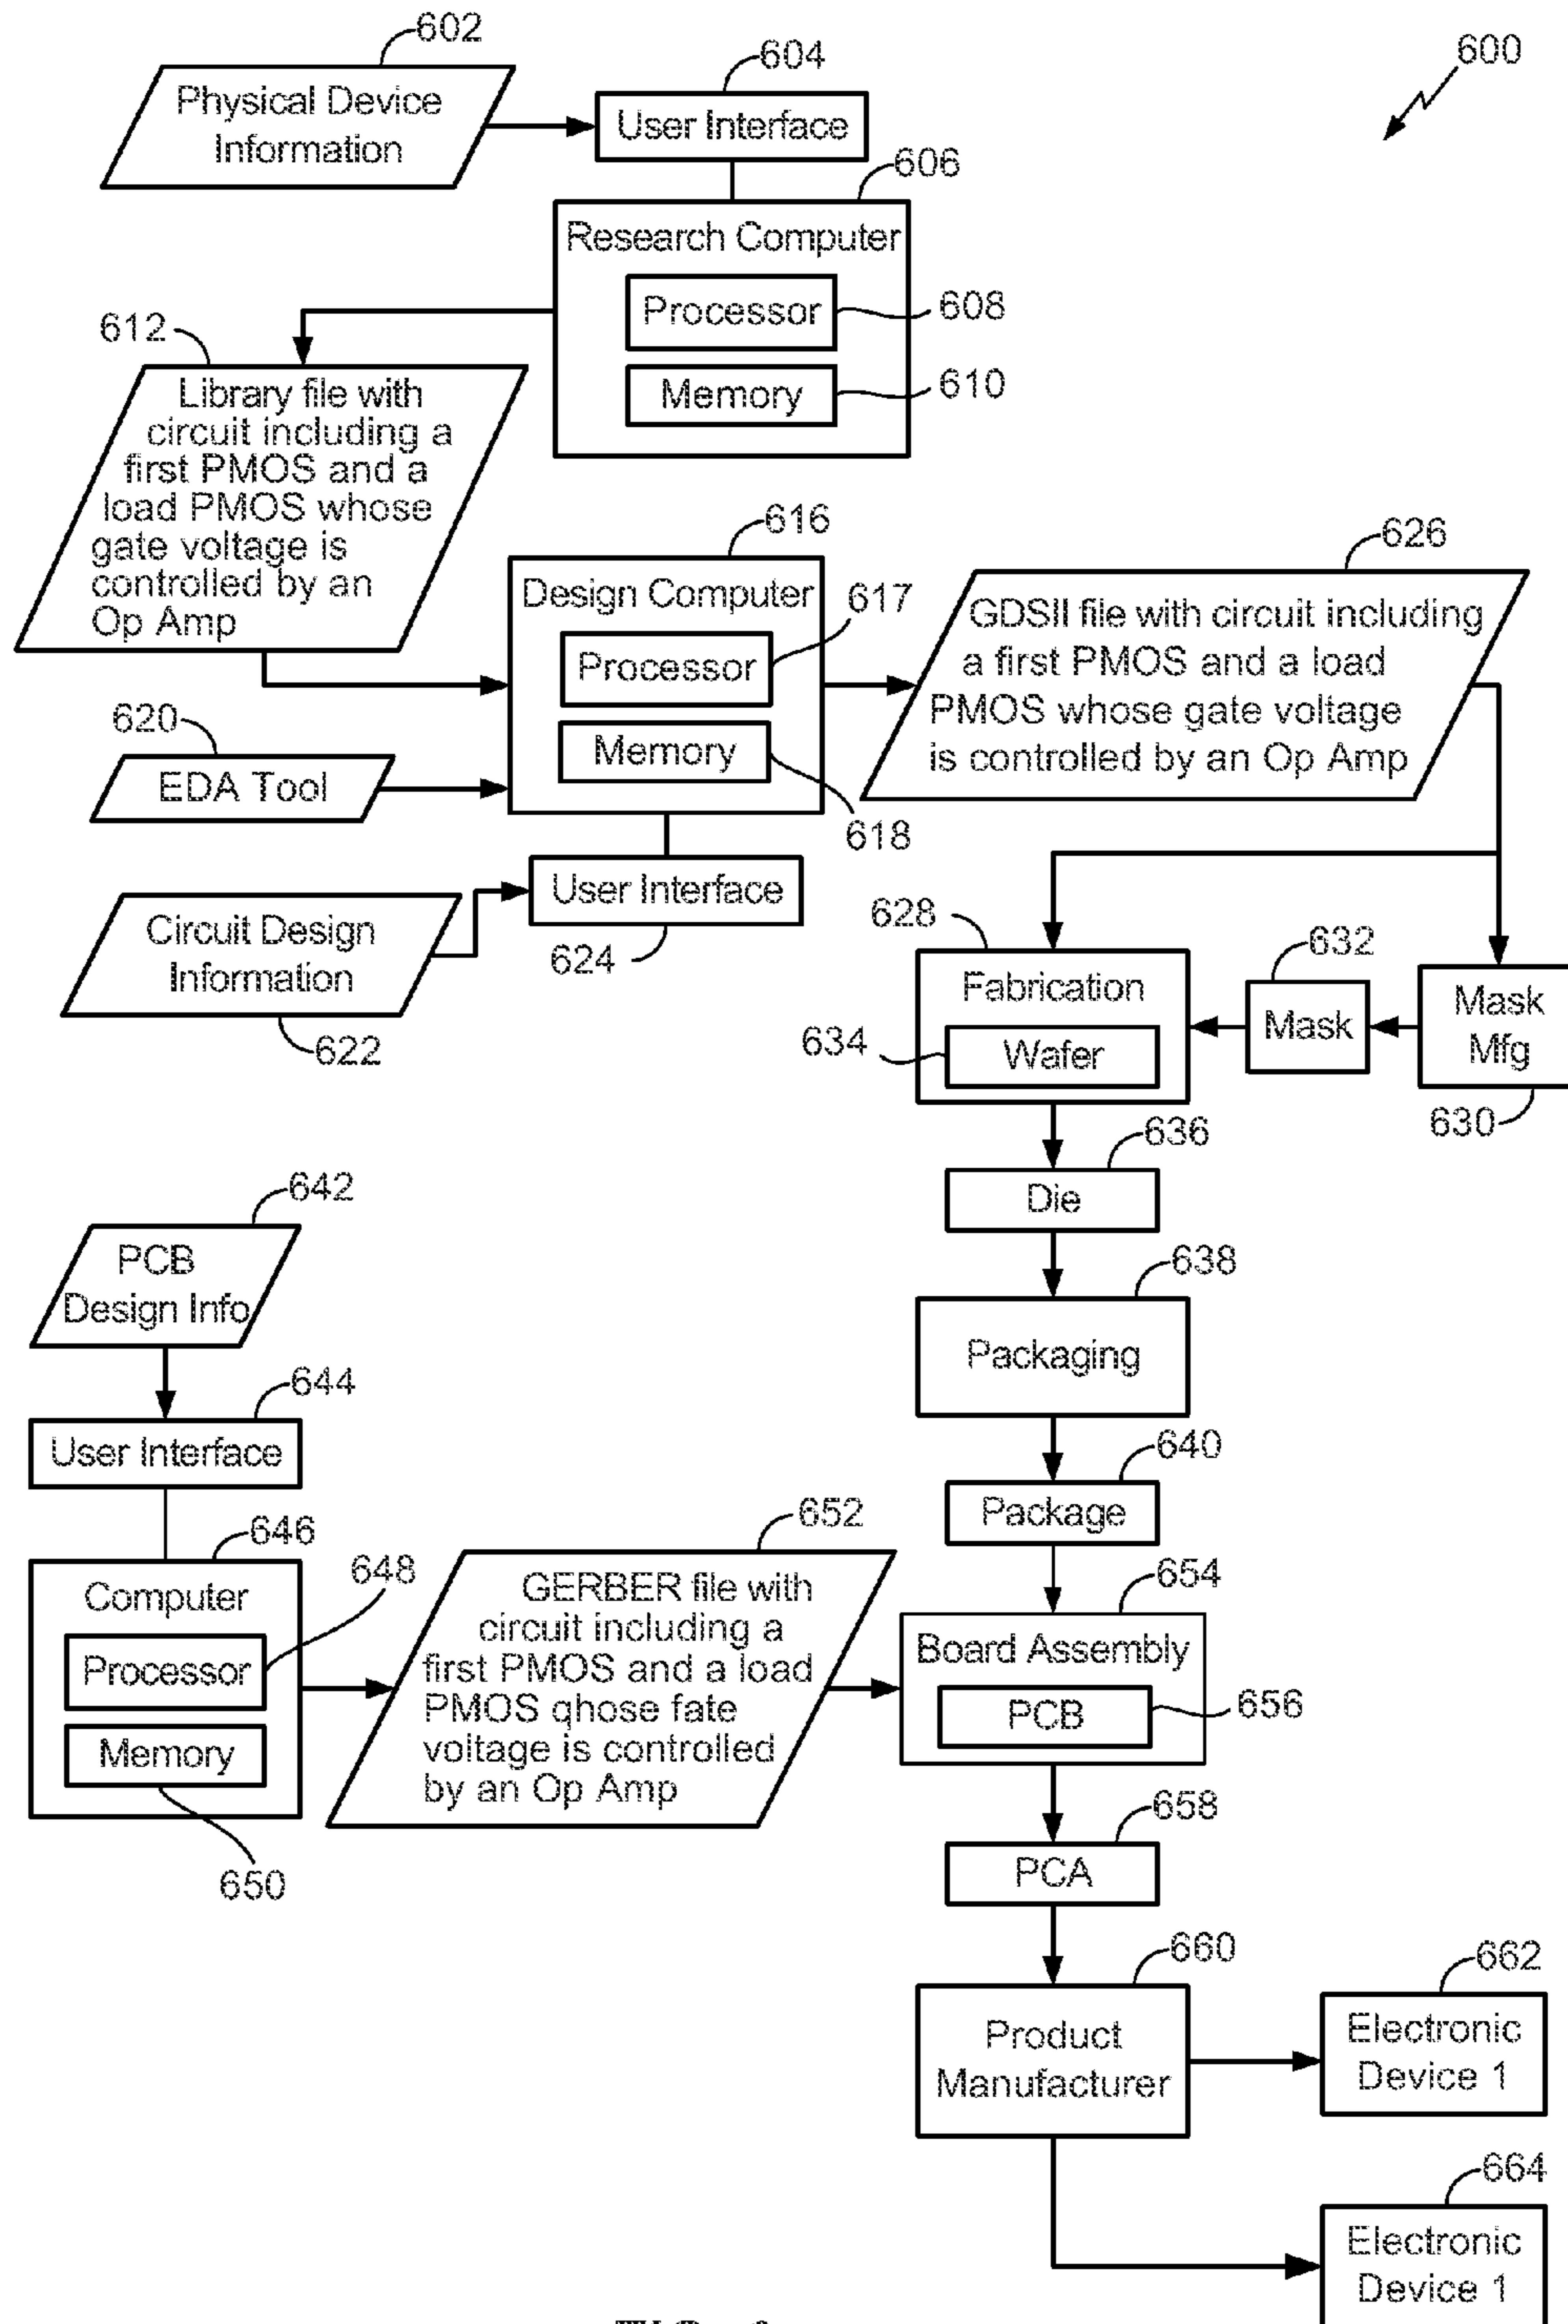 602
Physical Device
Information
604
User Interface
600
606
Research Computer
Processor
608
Memory
610
612
Library file with
circuit including a
first PMOS and a
load PMOS whose
gate voltage is
controlled by an
Op Amp
616
Design Computer
617
Processor
Memory
618
620
EDA Tool
User Interface
624
Circuit Design
Information
622
626
GDSII file with circuit including
a first PMOS and a load
PMOS whose gate voltage
is controlled by an Op Amp
628
Fabrication
634
Wafer
632
Mask
Mask
Mfg
630
636
Die
638
Packaging
640
Package
642
PCB
Design Info
644
User Interface
646
Computer
648
Processor
Memory
650
652
GERBER file with
circuit including a
first PMOS and a load
PMOS qhose fate
voltage is controlled
by an Op Amp
654
Board Assembly
PCB
656
658
PCA
660
Product
Manufacturer
662
Electronic
Device 1
664
Electronic
Device 1